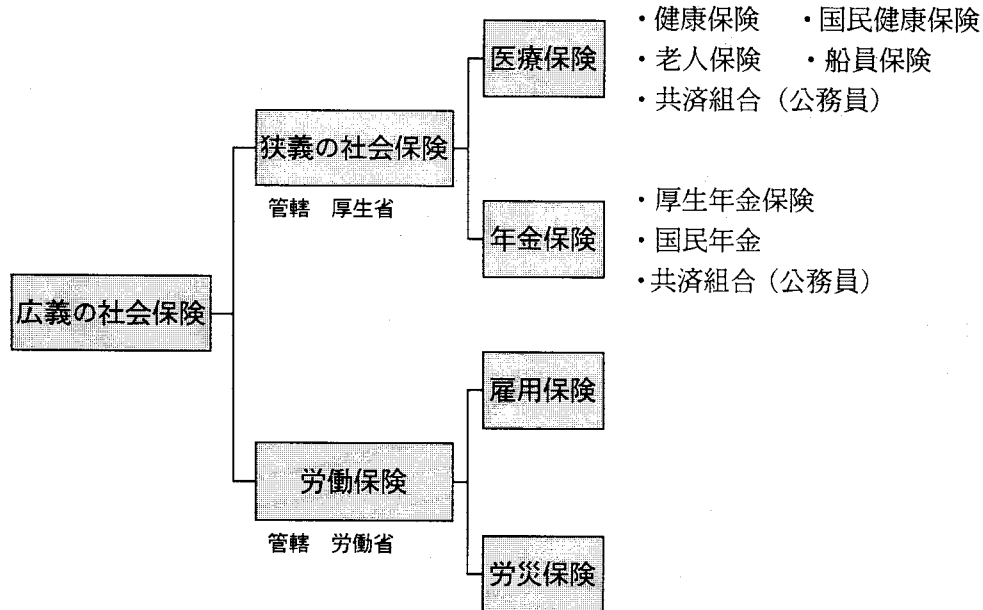 医療保険
・健康保険　・国民健康保険
・老人保険　・船員保険
・共済組合（公務員）
狭義の社会保険
管轄　厚生省
年金保険
・厚生年金保険
・国民年金
・共済組合（公務員）
広義の社会保険
雇用保険
労働保険
管轄　労働省
労災保険